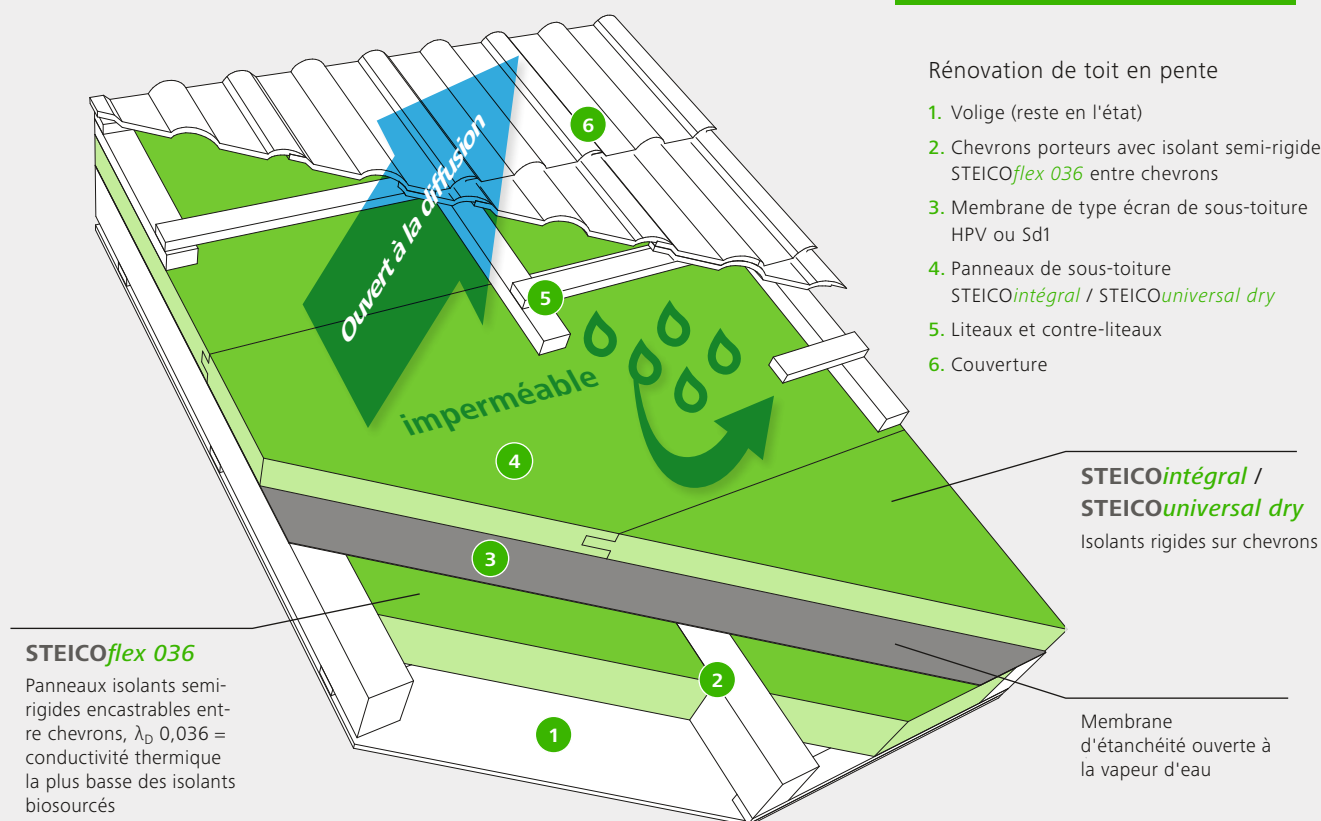 Rénovation de toit en pente
1. Volige (reste en l'état)
2. Chevrons porteurs avec isolant semi-rigide
STEICOflex 036 entre chevrons
3. Membrane de type écran de sous-toiture
HPV ou Sd1
4. Panneaux de sous-toiture
STEICOintégral / STEICOuniversal dry
5. Liteaux et contre-liteaux
6. Couverture
Ouvert à la diffusion
6
5
imperméable
4
3
2
1
STEICOintégral /
STEICOuniversal dry
Isolants rigides sur chevrons
STEICOflex 036
Panneaux isolants semi-
rigides encastrables ent-
re chevrons, λD 0,036 =
conductivité thermique
la plus basse des isolants
biosourcés
Membrane
d'étanchéité ouverte à
la vapeur d'eau